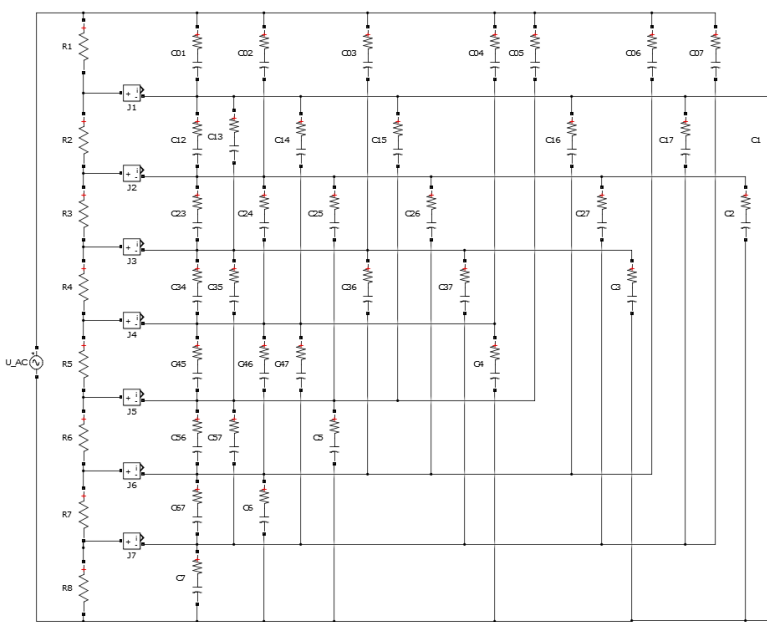 R1 C01 C02 C03 C04 C05 C06 C07
+ - i
J1
R2 C12 C13 C14 C15 C16 C17 C1
+ - i
J2
R3 C23 C24 C25 C26 C27 C2
+ - i
J3
R4 C34 C35 C36 C37 C3
+ - i
J4
U_AC R5 C45 C46 C47 C4
+ - i
J5
R6 C56 C57 C5
+ - i
J6
R7 C67 C6
+ - i
J7
R8 C7